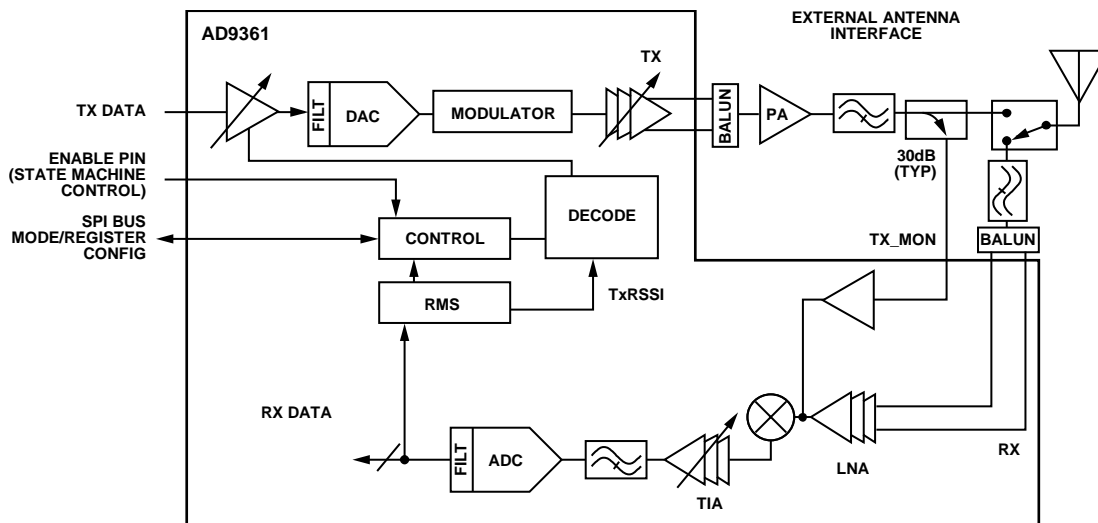 EXTERNAL ANTENNA
INTERFACE
AD9361
TX
TX DATA
FILT
DAC
MODULATOR
BALUN
PA
30dB
(TYP)
ENABLE PIN
(STATE MACHINE
CONTROL)
DECODE
SPI BUS
MODE/REGISTER
CONFIG
CONTROL
TX_MON
BALUN
RMS
TxRSSI
RX DATA
FILT
ADC
TIA
LNA
RX